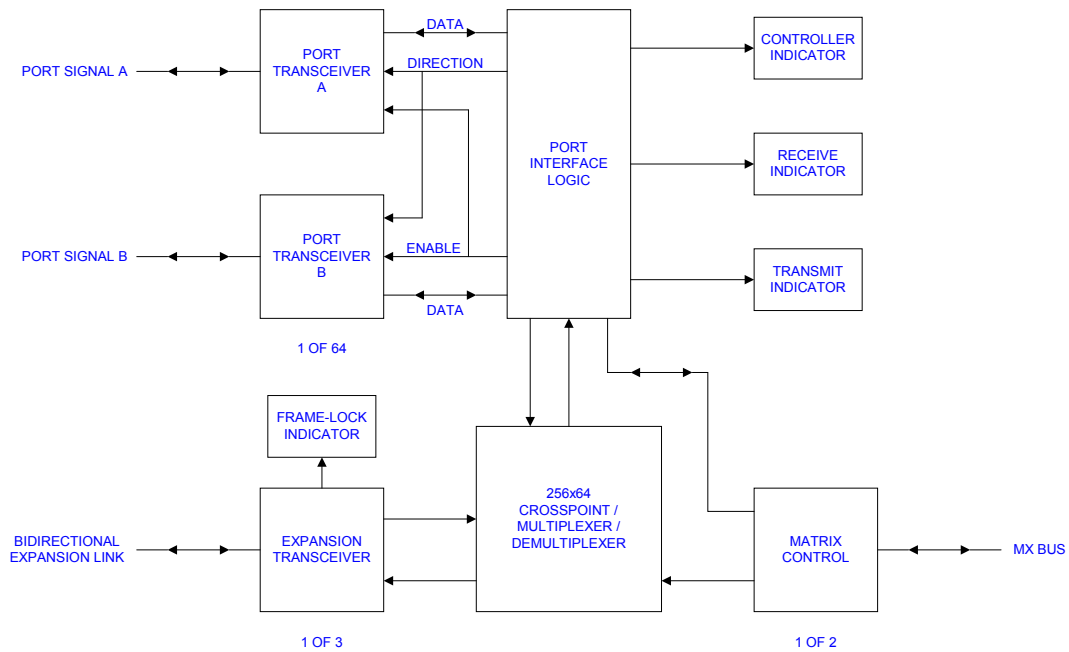 DATA
CONTROLLER
INDICATOR
PORT SIGNAL A
PORT
TRANSCEIVER
A
DIRECTION
PORT
INTERFACE
LOGIC
RECEIVE
INDICATOR
PORT SIGNAL B
PORT
TRANSCEIVER
B
ENABLE
TRANSMIT
INDICATOR
DATA
1 OF 64
FRAME-LOCK
INDICATOR
BIDIRECTIONAL
EXPANSION LINK
EXPANSION
TRANSCEIVER
256x64
CROSSPOINT /
MULTIPLEXER /
DEMULTIPLEXER
MATRIX
CONTROL
MX BUS
1 OF 3
1 OF 2